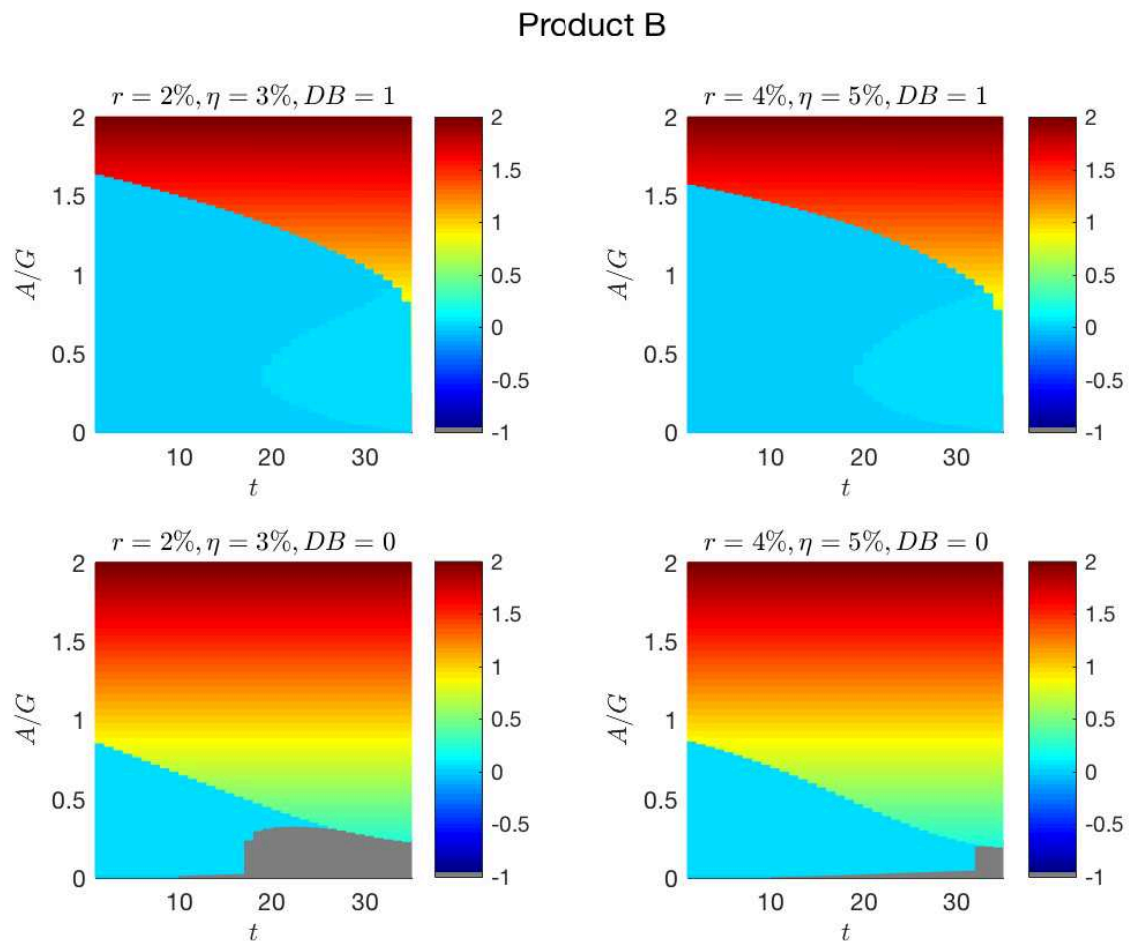 Product B
r = 2%, η = 3%, DB = 1
r = 4%, η = 5%, DB = 1
2
1.5
1
0.5
0
A/G
10 20 30
t
2
1.5
1
0.5
0
-0.5
-1
2
1.5
1
0.5
0
A/G
10 20 30
t
2
1.5
1
0.5
0
-0.5
-1
r = 2%, η = 3%, DB = 0
r = 4%, η = 5%, DB = 0
2
1.5
1
0.5
0
A/G
10 20 30
t
2
1.5
1
0.5
0
-0.5
-1
2
1.5
1
0.5
0
A/G
10 20 30
t
2
1.5
1
0.5
0
-0.5
-1